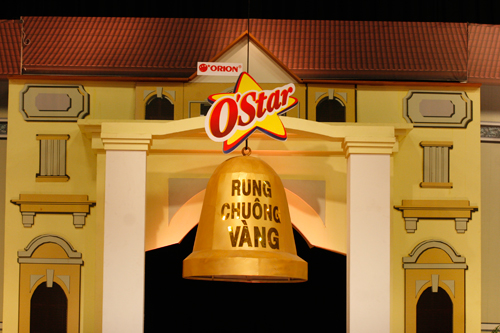 ORION
O'Star
RUNG
CHUÔNG
VÀNG